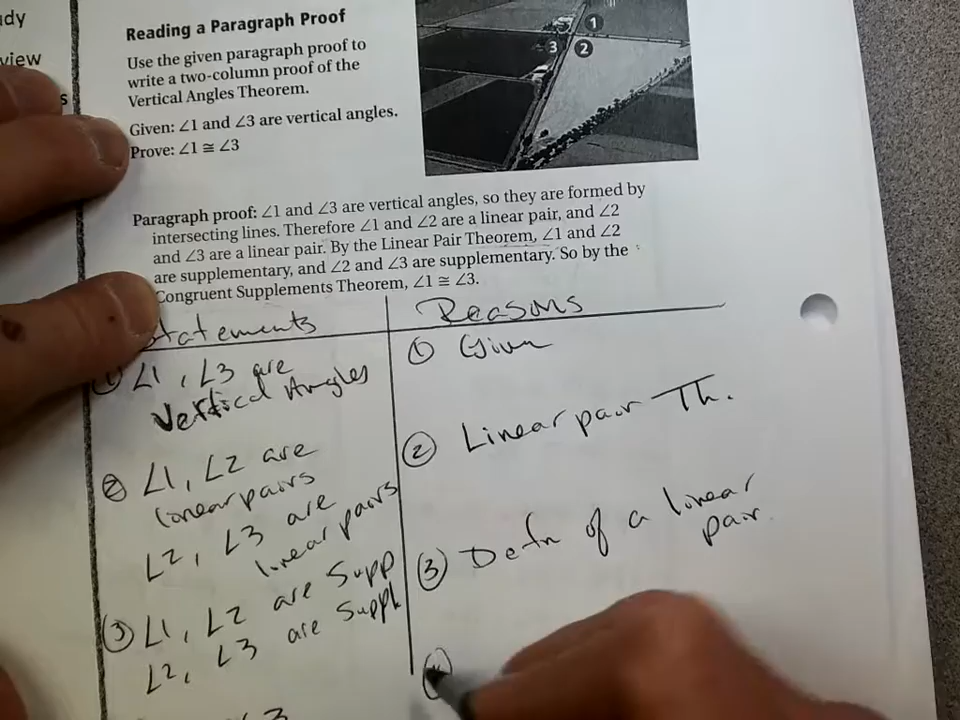 dy
view
s
Reading a Paragraph Proof
Use the given paragraph proof to
write a two-column proof of the
Vertical Angles Theorem.
Given: ∠1 and ∠3 are vertical angles.
Prove: ∠1 ≅ ∠3
1
3 2
Paragraph proof: ∠1 and ∠3 are vertical angles, so they are formed by
intersecting lines. Therefore ∠1 and ∠2 are a linear pair, and ∠2
and ∠3 are a linear pair. By the Linear Pair Theorem, ∠1 and ∠2
are supplementary, and ∠2 and ∠3 are supplementary. So by the
Congruent Supplements Theorem, ∠1 ≅ ∠3.
Statements
Reasons
① ∠1, ∠3 are
Vertical Angles
① Given
② ∠1, ∠2 are
linear pairs
∠2, ∠3 are
linear pairs
② Linear pair Th.
③ ∠1, ∠2 are Supp
∠2, ∠3 are Suppl
③ Defn of a linear
pair.